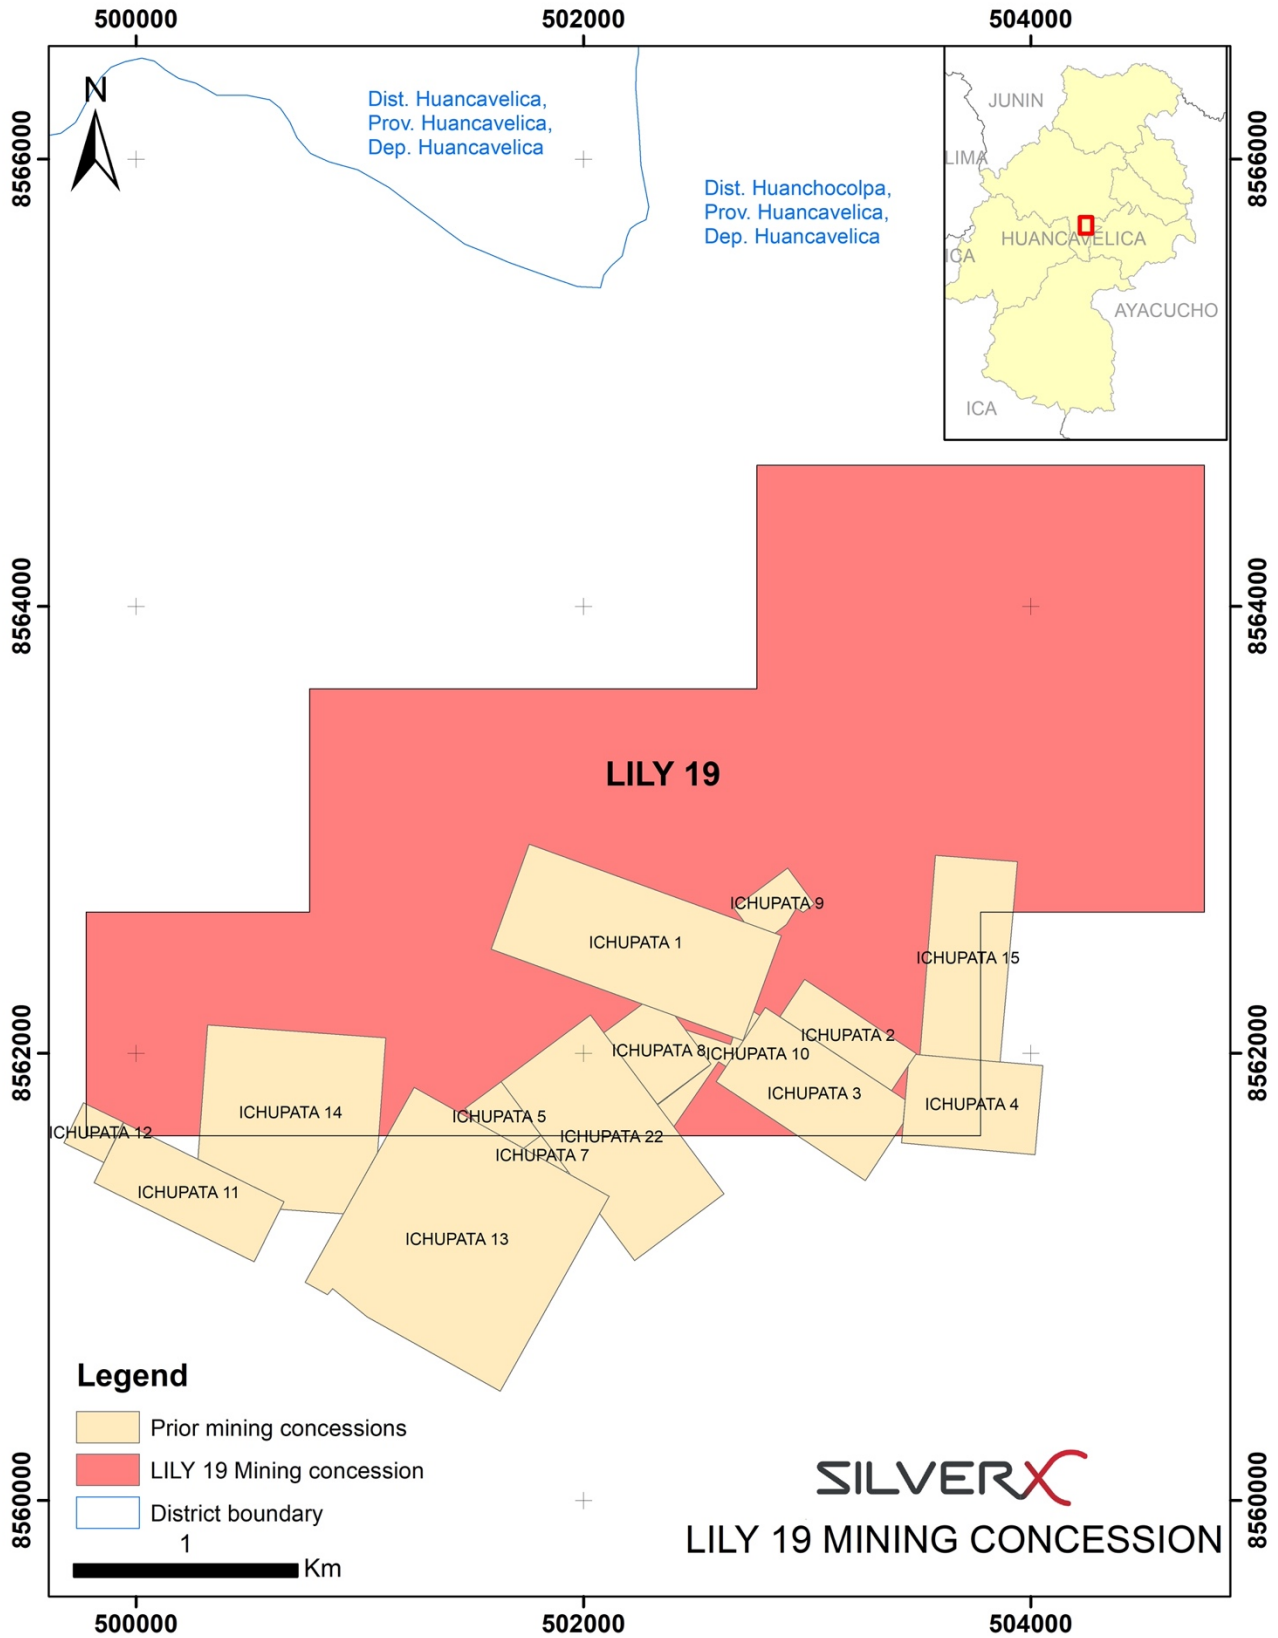 500000 502000 504000
N
Dist. Huancavelica,
Prov. Huancavelica,
Dep. Huancavelica
Dist. Huanchocolpa,
Prov. Huancavelica,
Dep. Huancavelica
JUNIN
LIMA
HUANCAVELICA
ICA
AYACUCHO
ICA
8566000
8566000
8564000
8564000
LILY 19
ICHUPATA 9
ICHUPATA 1
ICHUPATA 15
ICHUPATA 2
8562000
8562000
ICHUPATA 8
ICHUPATA 10
ICHUPATA 3
ICHUPATA 4
ICHUPATA 14
ICHUPATA 5
ICHUPATA 12
ICHUPATA 22
ICHUPATA 7
ICHUPATA 11
ICHUPATA 13
Legend
Prior mining concessions
LILY 19 Mining concession
District boundary
1
Km
8560000
8560000
SILVERX
LILY 19 MINING CONCESSION
500000 502000 504000